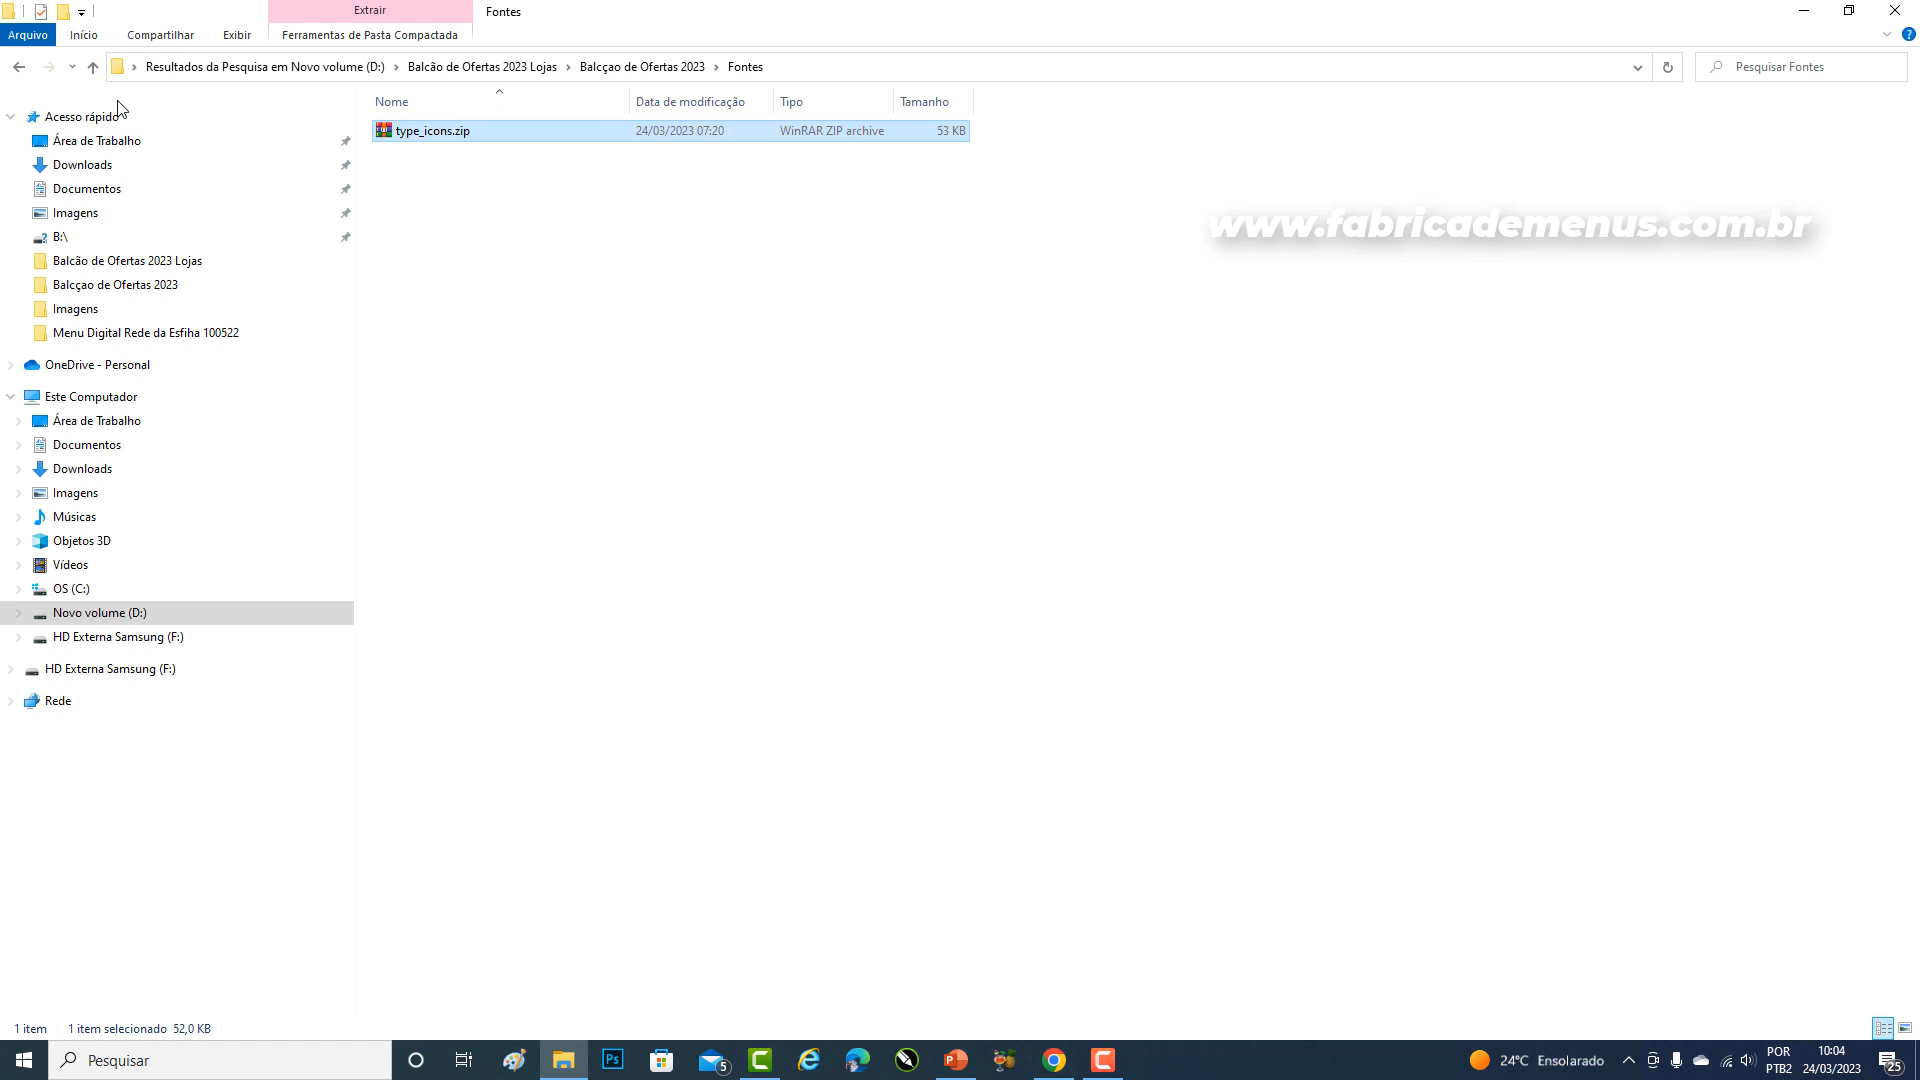 Extrair
Fontes
Arquivo
Início
Compartilhar
Exibir
Ferramentas de Pasta Compactada
Resultados da Pesquisa em Novo volume (D:) > Balcão de Ofertas 2023 Lojas > Balcçao de Ofertas 2023 > Fontes
Pesquisar Fontes
Nome
Data de modificação
Tipo
Tamanho
type_icons.zip
24/03/2023 07:20
WinRAR ZIP archive
53 KB
www.fabricademenus.com.br
Acesso rápido
Área de Trabalho
Downloads
Documentos
Imagens
B:\
Balcão de Ofertas 2023 Lojas
Balcçao de Ofertas 2023
Imagens
Menu Digital Rede da Esfiha 100522
OneDrive - Personal
Este Computador
Área de Trabalho
Documentos
Downloads
Imagens
Músicas
Objetos 3D
Vídeos
OS (C:)
Novo volume (D:)
HD Externa Samsung (F:)
HD Externa Samsung (F:)
Rede
1 item
1 item selecionado 52,0 KB
Pesquisar
Ps
5
24°C Ensolarado
POR
PTB2
10:04
24/03/2023
25